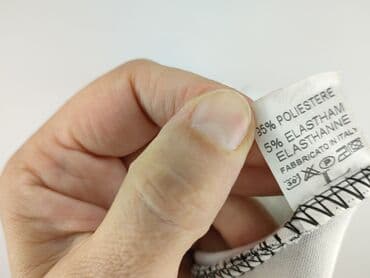 95% POLIESTERE
5% ELASTHAM
ELASTHANNE
FABBRICATO IN ITALY
30 P